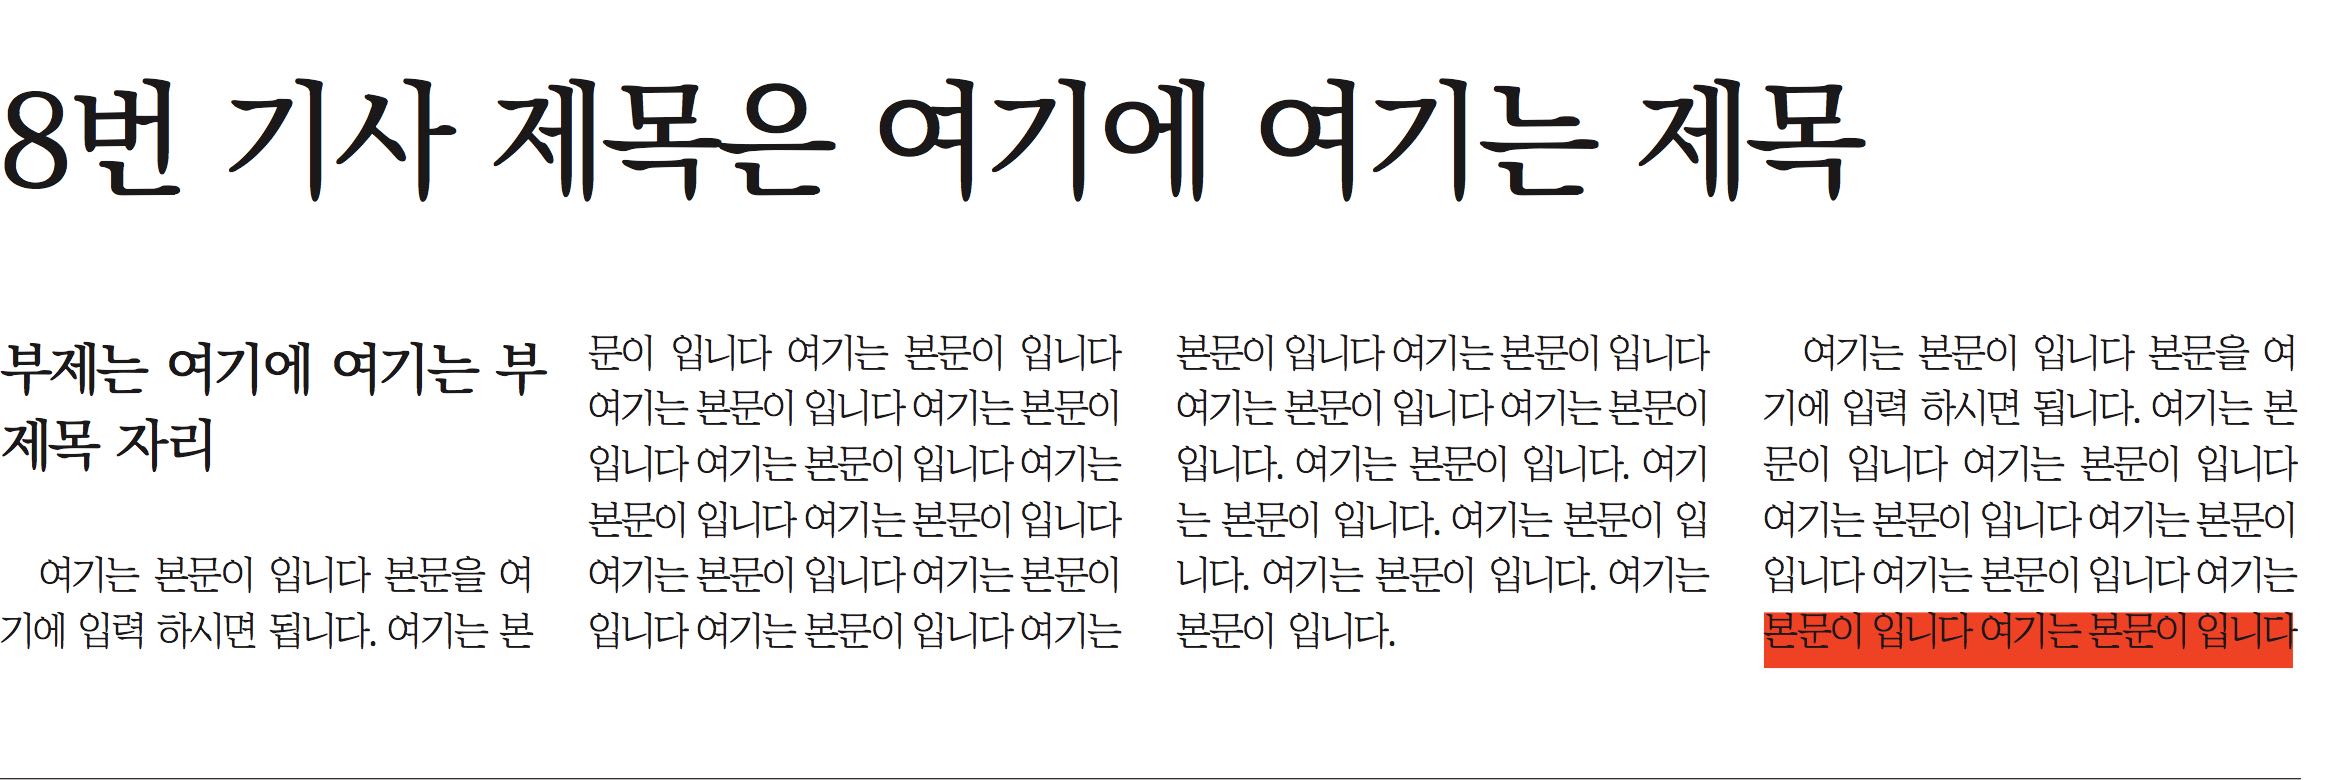 8번 기사 제목은 여기에 여기는 제목
부제는 여기에 여기는 부
제목 자리
여기는 본문이 입니다 본문을 여
기에 입력 하시면 됩니다. 여기는 본
문이 입니다 여기는 본문이 입니다
여기는 본문이 입니다 여기는 본문이
입니다 여기는 본문이 입니다 여기는
본문이 입니다 여기는 본문이 입니다
여기는 본문이 입니다 여기는 본문이
입니다 여기는 본문이 입니다 여기는
본문이 입니다 여기는 본문이 입니다
여기는 본문이 입니다 여기는 본문이
입니다. 여기는 본문이 입니다. 여기
는 본문이 입니다. 여기는 본문이 입
니다. 여기는 본문이 입니다. 여기는
본문이 입니다.
여기는 본문이 입니다 본문을 여
기에 입력 하시면 됩니다. 여기는 본
문이 입니다 여기는 본문이 입니다
여기는 본문이 입니다 여기는 본문이
입니다 여기는 본문이 입니다 여기는
본문이 입니다 여기는 본문이 입니다